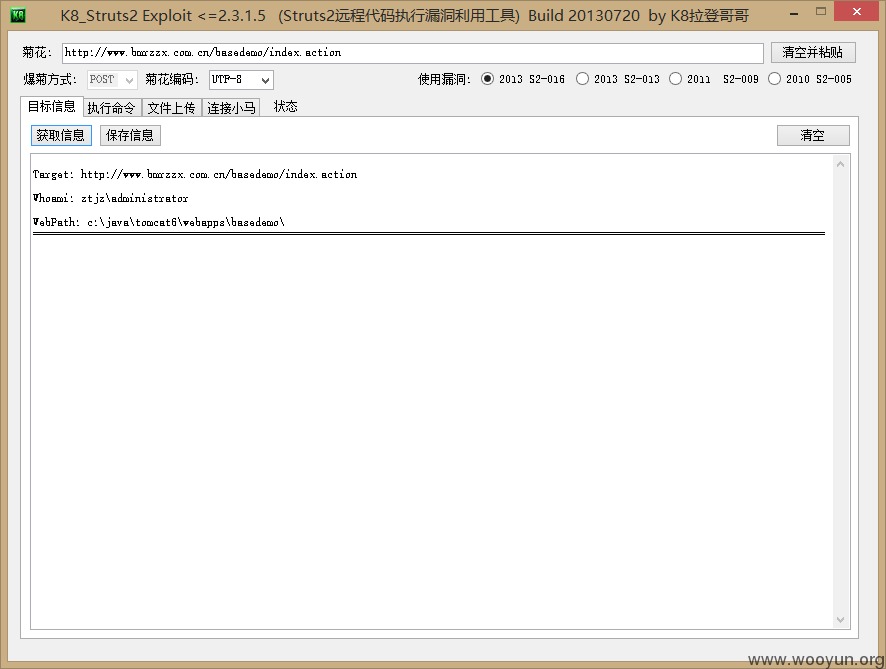 K8_Struts2 Exploit <=2.3.1.5 (Struts2远程代码执行漏洞利用工具) Build 20130720 by K8拉登哥哥
菊花: http://www.bmrzzx.com.cn/basedemo/index.action 清空并粘贴
爆菊方式: POST 菊花编码: UTF-8 使用漏洞: 2013 S2-016 2013 S2-013 2011 S2-009 2010 S2-005
目标信息 执行命令 文件上传 连接小马 状态
获取信息 保存信息 清空
Target: http://www.bmrzzx.com.cn/basedemo/index.action
Whoami: ztjz\administrator
WebPath: c:\java\tomcat6\webapps\basedemo\
www.wooyun.org